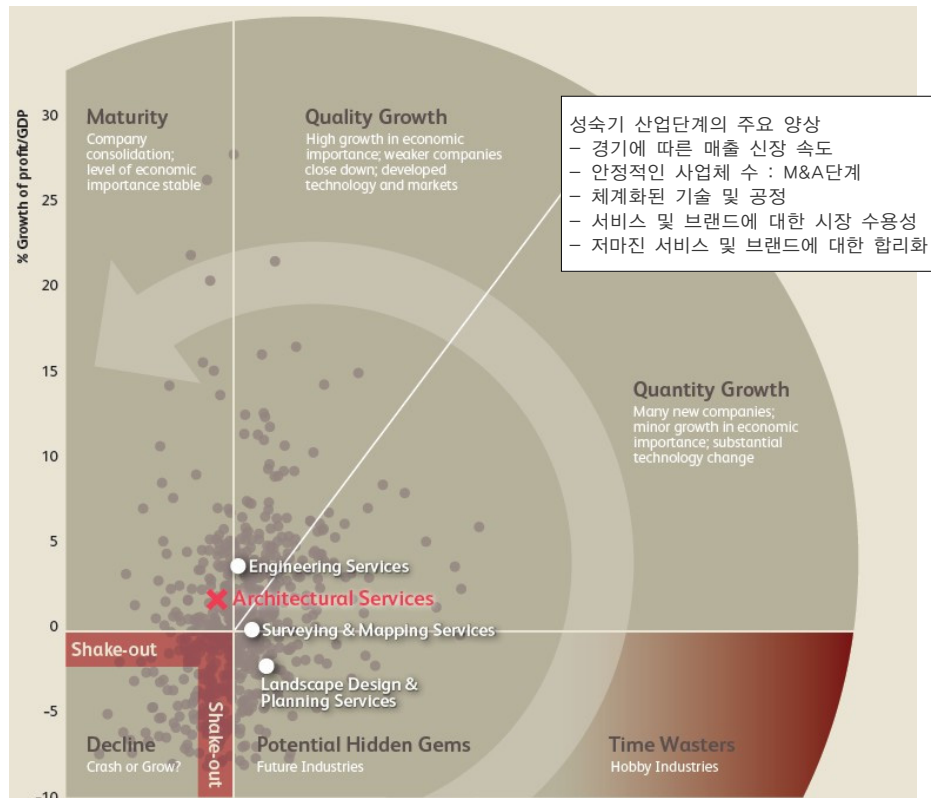 % Growth of profit/GDP
30
25
20
15
10
5
0
-5
-10
Maturity
Company
consolidation;
level of economic
importance stable
Quality Growth
High growth in economic
importance; weaker companies
close down; developed
technology and markets
성숙기 산업단계의 주요 양상
– 경기에 따른 매출 신장 속도
– 안정적인 사업체 수 : M&A단계
– 체계화된 기술 및 공정
– 서비스 및 브랜드에 대한 시장 수용성
– 저마진 서비스 및 브랜드에 대한 합리화
Quantity Growth
Many new companies;
minor growth in economic
importance; substantial
technology change
Engineering Services
Architectural Services
Surveying & Mapping Services
Landscape Design &
Planning Services
Shake-out
Shake-out
Decline
Crash or Grow?
Potential Hidden Gems
Future Industries
Time Wasters
Hobby Industries